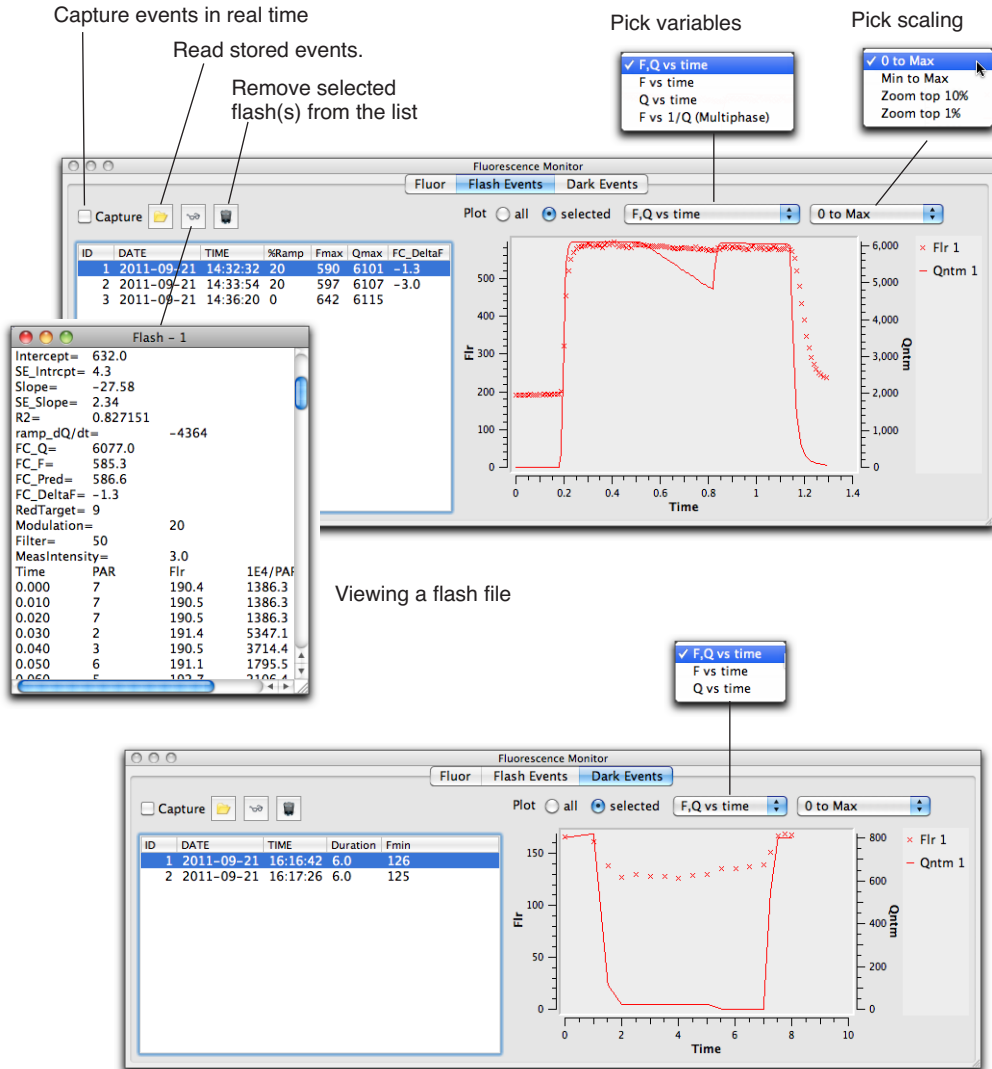 Capture events in real time
Read stored events.
Remove selected
flash(s) from the list
Pick variables
Pick scaling
✓ F,Q vs time
F vs time
Q vs time
F vs 1/Q (Multiphase)
✓ 0 to Max
Min to Max
Zoom top 10%
Zoom top 1%
Fluorescence Monitor
Fluor Flash Events Dark Events
Capture
Plot all selected F,Q vs time 0 to Max
ID DATE TIME %Ramp Fmax Qmax FC_DeltaF
1 2011-09-21 14:32:32 20 590 6101 -1.3
2 2011-09-21 14:33:54 20 597 6107 -3.0
3 2011-09-21 14:36:20 0 642 6115
500
400
300
200
100
0
Flr
6,000
5,000
4,000
3,000
2,000
1,000
0
Qntm
× Flr 1
— Qntm 1
0 0.2 0.4 0.6 0.8 1 1.2 1.4
Time
Flash - 1
Intercept= 632.0
SE_Intrcpt= 4.3
Slope= -27.58
SE_Slope= 2.34
R2= 0.827151
ramp_dQ/dt= -4364
FC_Q= 6077.0
FC_F= 585.3
FC_Pred= 586.6
FC_DeltaF= -1.3
RedTarget= 9
Modulation= 20
Filter= 50
MeasIntensity= 3.0
Time PAR Flr 1E4/PAR
0.000 7 190.4 1386.3
0.010 7 190.5 1386.3
0.020 7 190.5 1386.3
0.030 2 191.4 5347.1
0.040 3 190.5 3714.4
0.050 6 191.1 1795.5
0.060 5 192.7 2106.4
Viewing a flash file
✓ F,Q vs time
F vs time
Q vs time
Fluorescence Monitor
Fluor Flash Events Dark Events
Capture
Plot all selected F,Q vs time 0 to Max
ID DATE TIME Duration Fmin
1 2011-09-21 16:16:42 6.0 126
2 2011-09-21 16:17:26 6.0 125
150
100
50
0
Flr
800
600
400
200
0
Qntm
× Flr 1
— Qntm 1
0 2 4 6 8 10
Time